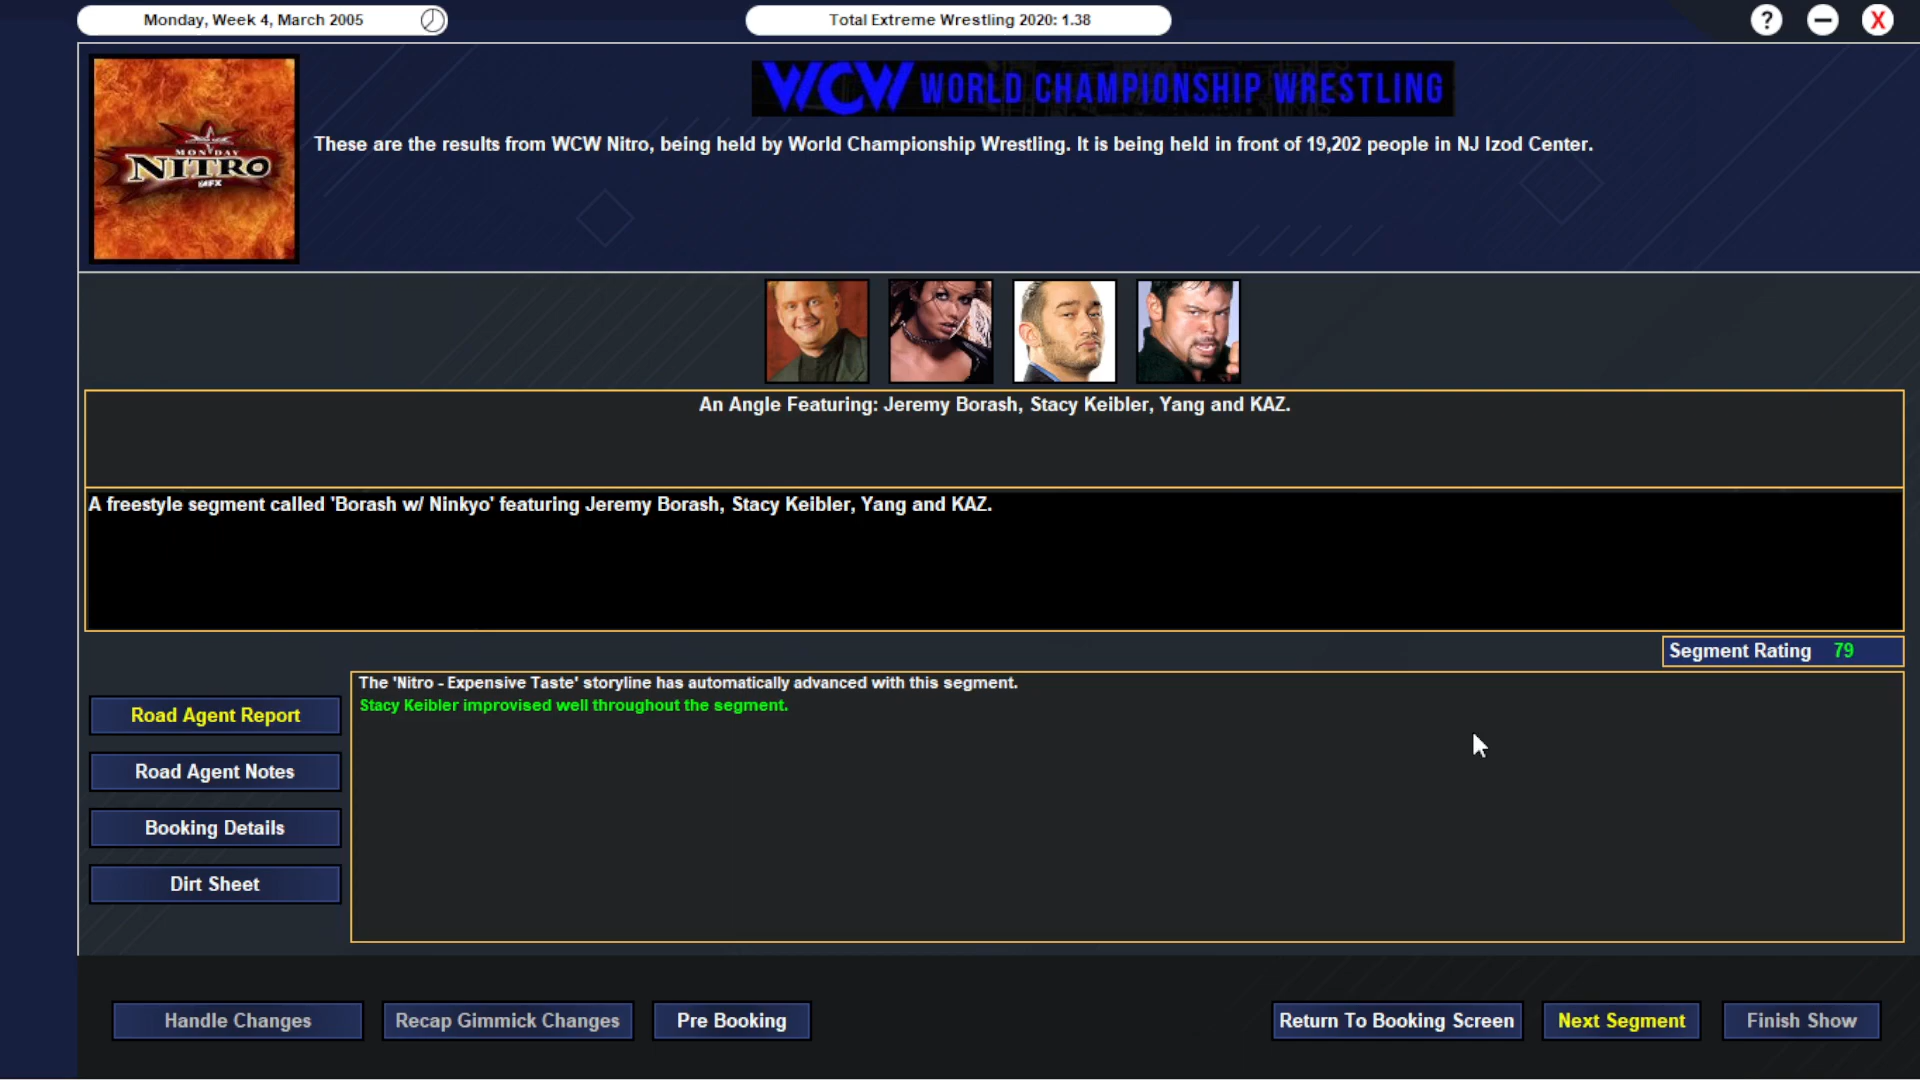 Monday, Week 4, March 2005
Total Extreme Wrestling 2020: 1.38
?
X
WCW WORLD CHAMPIONSHIP WRESTLING
MONDAY
NITRO
These are the results from WCW Nitro, being held by World Championship Wrestling. It is being held in front of 19,202 people in NJ Izod Center.
An Angle Featuring: Jeremy Borash, Stacy Keibler, Yang and KAZ.
A freestyle segment called 'Borash w/ Ninkyo' featuring Jeremy Borash, Stacy Keibler, Yang and KAZ.
Segment Rating 79
The 'Nitro - Expensive Taste' storyline has automatically advanced with this segment.
Stacy Keibler improvised well throughout the segment.
Road Agent Report
Road Agent Notes
Booking Details
Dirt Sheet
Handle Changes
Recap Gimmick Changes
Pre Booking
Return To Booking Screen
Next Segment
Finish Show